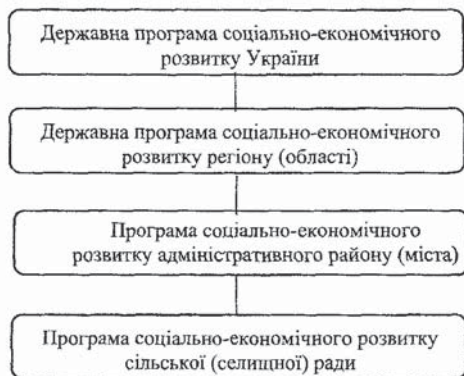 Державна програма соціально-економічного
розвитку України
Державна програма соціально-економічного
розвитку регіону (області)
Програма соціально-економічного
розвитку адміністративного району (міста)
Програма соціально-економічного розвитку
сільської (селищної) ради